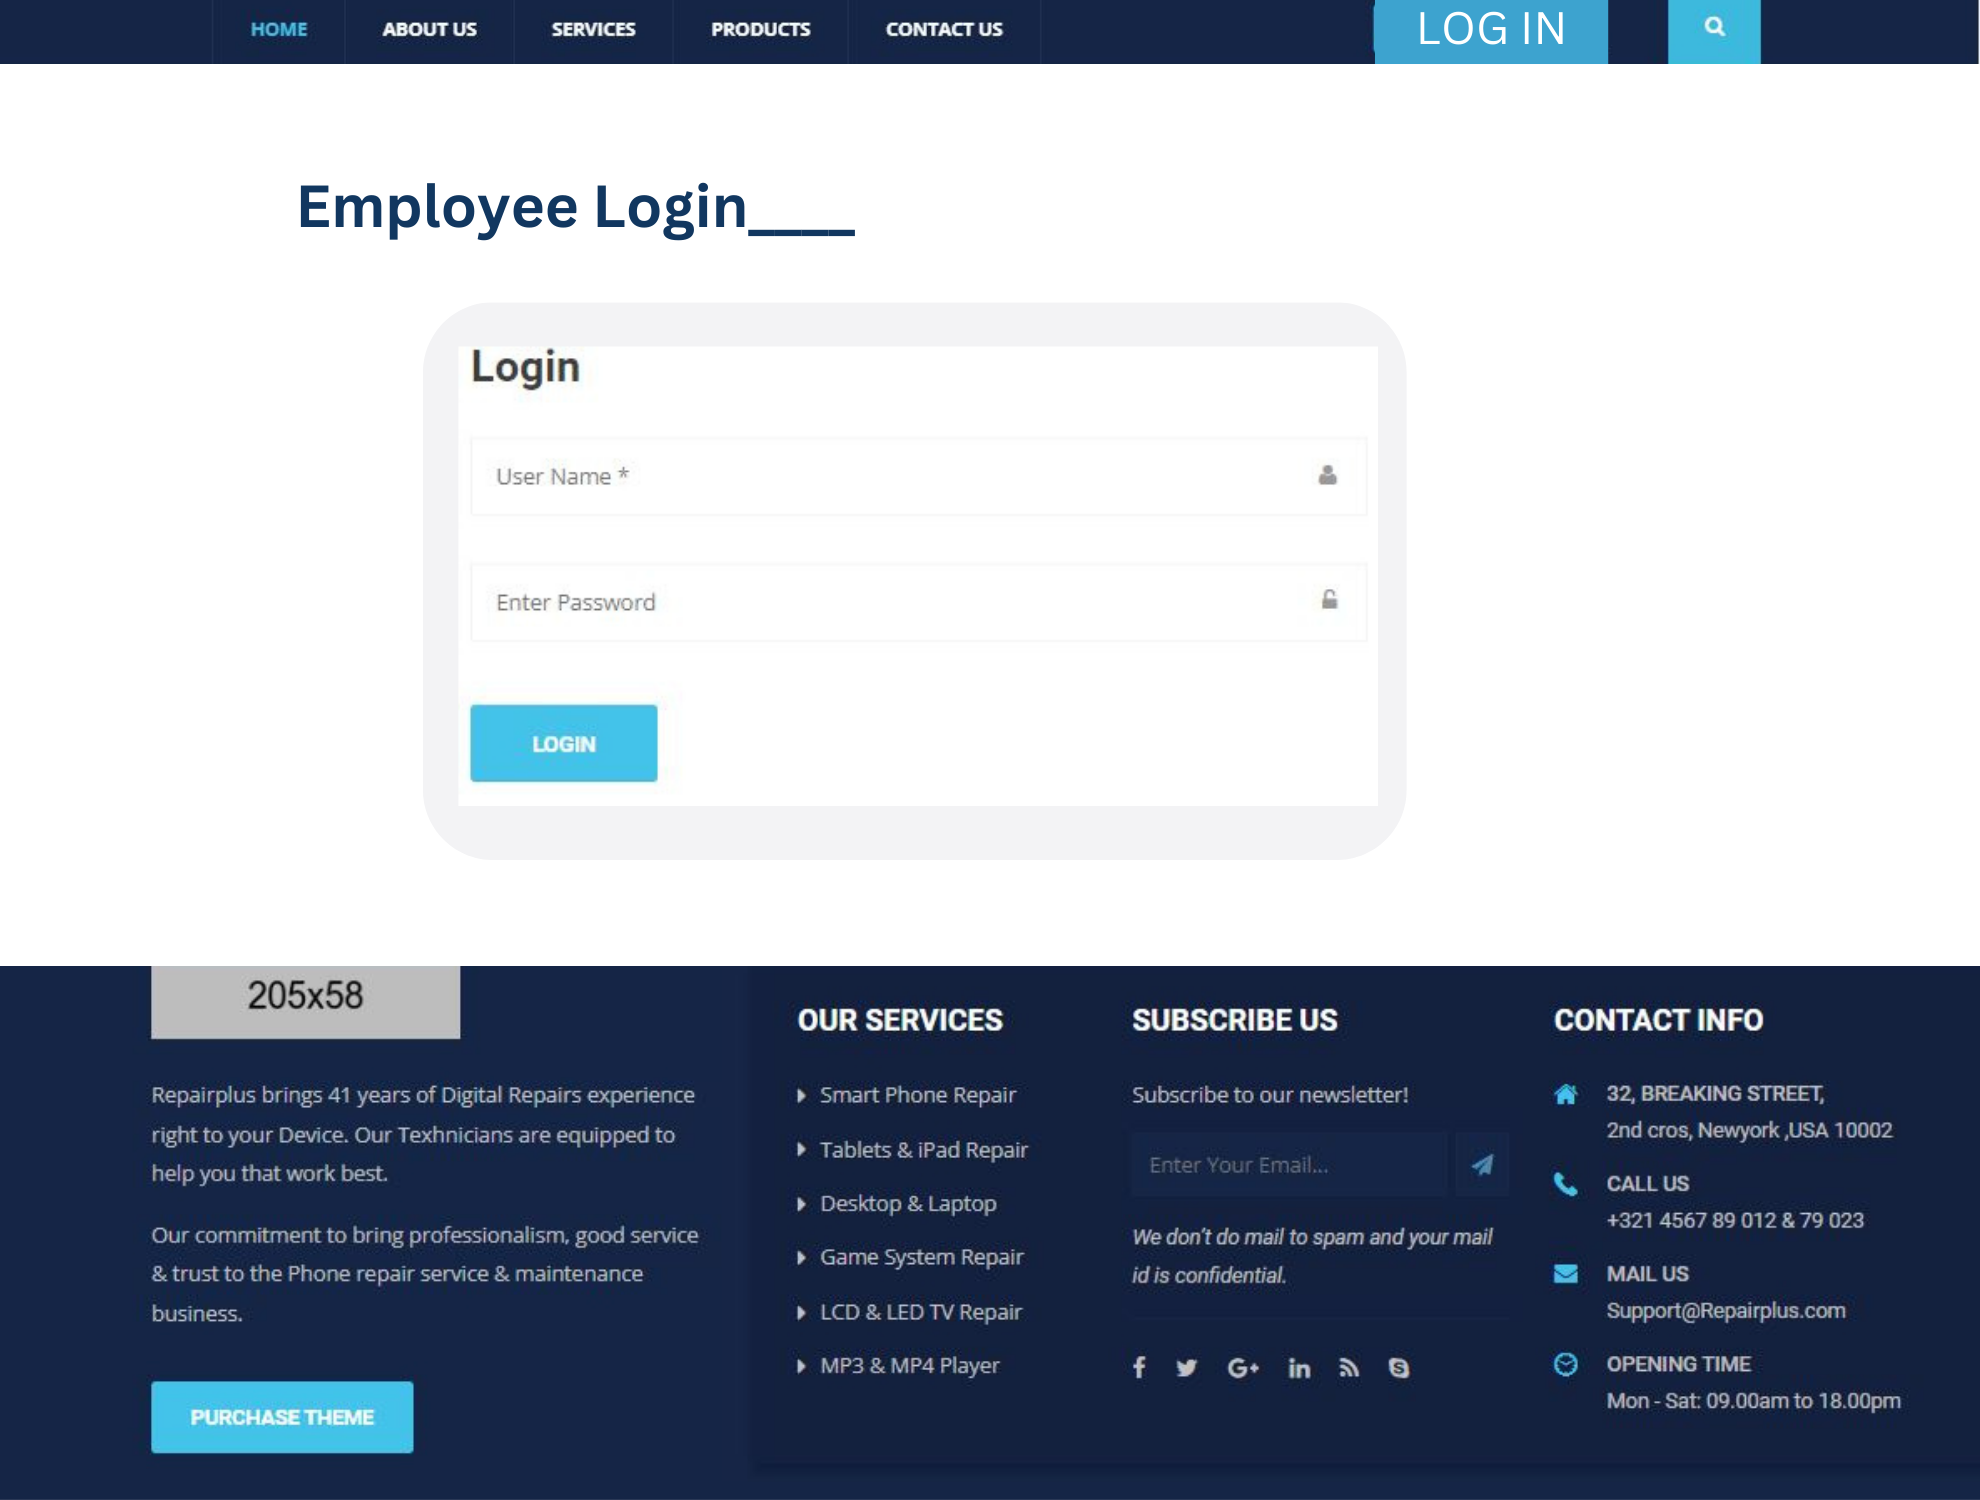 HOME ABOUT US SERVICES PRODUCTS CONTACT US LOG IN
Employee Login____
Login
User Name *
Enter Password
LOGIN
205x58
Repairplus brings 41 years of Digital Repairs experience
right to your Device. Our Texhnicians are equipped to
help you that work best.
Our commitment to bring professionalism, good service
& trust to the Phone repair service & maintenance
business.
PURCHASE THEME
OUR SERVICES
Smart Phone Repair
Tablets & iPad Repair
Desktop & Laptop
Game System Repair
LCD & LED TV Repair
MP3 & MP4 Player
SUBSCRIBE US
Subscribe to our newsletter!
Enter Your Email...
We don't do mail to spam and your mail
id is confidential.
CONTACT INFO
32, BREAKING STREET,
2nd cros, Newyork ,USA 10002
CALL US
+321 4567 89 012 & 79 023
MAIL US
Support@Repairplus.com
OPENING TIME
Mon - Sat: 09.00am to 18.00pm